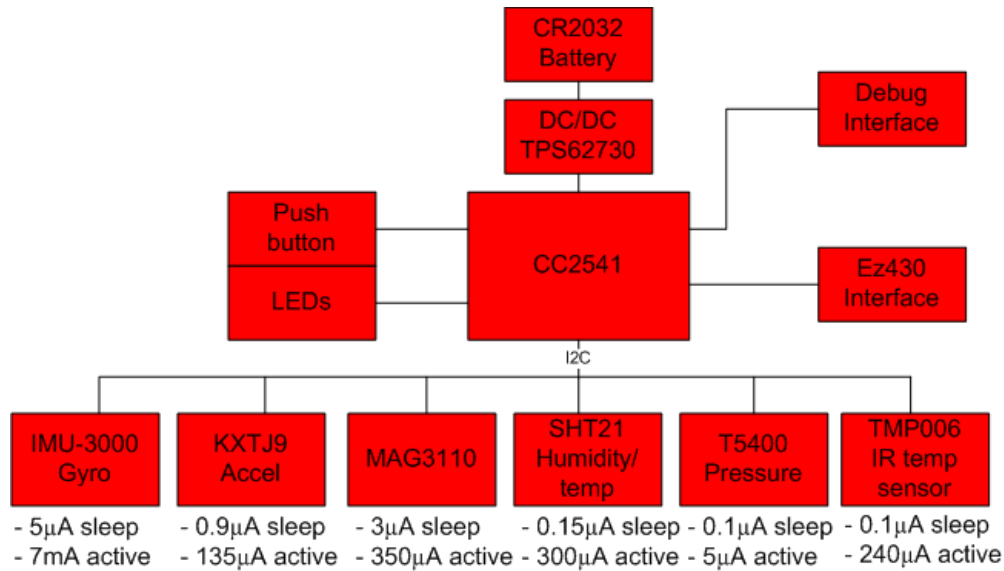 CR2032
Battery
DC/DC
TPS62730
Debug
Interface
Push
button
LEDs
CC2541
Ez430
Interface
I2C
IMU-3000
Gyro
KXTJ9
Accel
MAG3110
SHT21
Humidity/
temp
T5400
Pressure
TMP006
IR temp
sensor
- 5μA sleep
- 7mA active
- 0.9μA sleep
- 135μA active
- 3μA sleep
- 350μA active
- 0.15μA sleep
- 300μA active
- 0.1μA sleep
- 5μA active
- 0.1μA sleep
- 240μA active